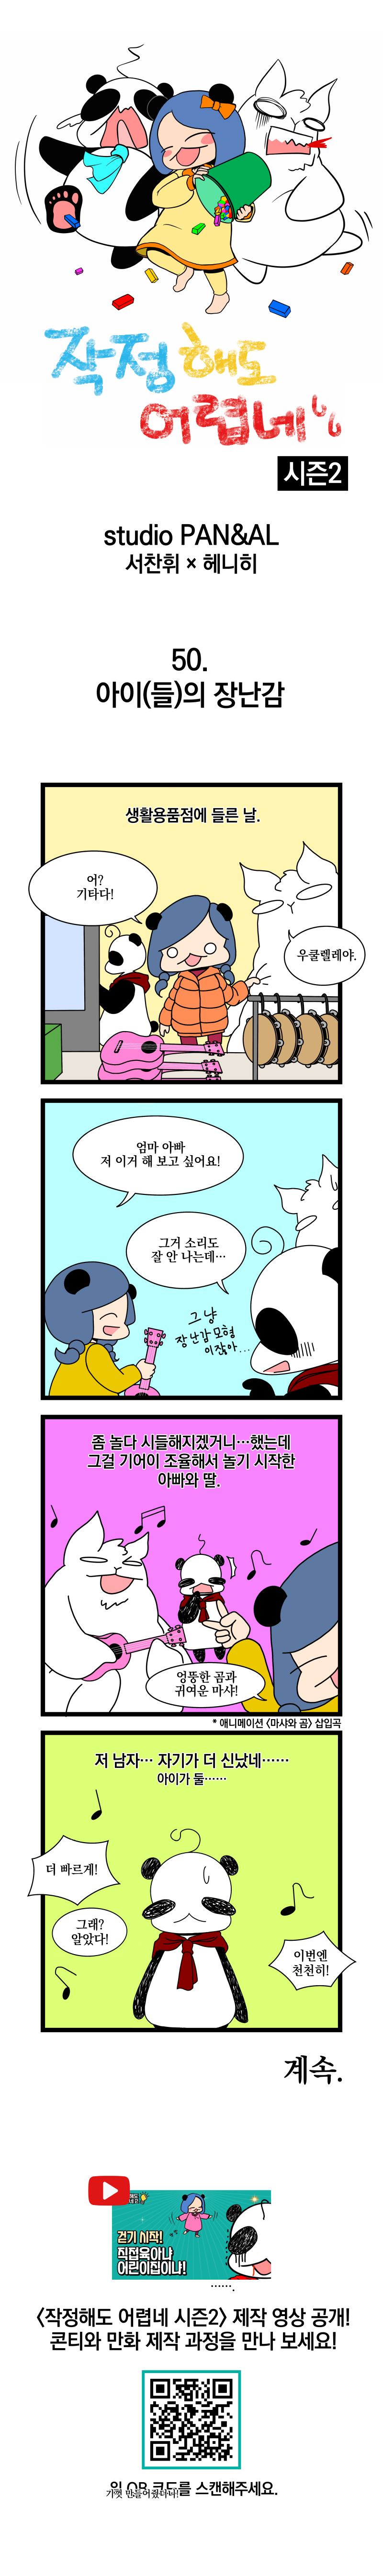 작정해도
어렵네
시즌2
studio PAN&AL
서찬휘 × 헤니히
50.
아이(들)의 장난감
생활용품점에 들른 날.
어?
기타다!
우쿨렐레야.
엄마 아빠
저 이거 해 보고 싶어요!
그거 소리도
잘 안 나는데…
그냥
장난감 모형
이잖아...
좀 놀다 시들해지겠거니…했는데
그걸 기어이 조율해서 놀기 시작한
아빠와 딸.
엉뚱한 곰과
귀여운 마샤!
* 애니메이션 <마샤와 곰> 삽입곡
저 남자… 자기가 더 신났네……
아이가 둘……
더 빠르게!
그래?
알았다!
이번엔
천천히!
계속.
걷기 시작!
직접육아냐
어린이집이냐!
…….
<작정해도 어렵네 시즌2> 제작 영상 공개!
콘티와 만화 제작 과정을 만나 보세요!
위 QR 코드를 스캔해주세요.
기껏 만들어줬더니!